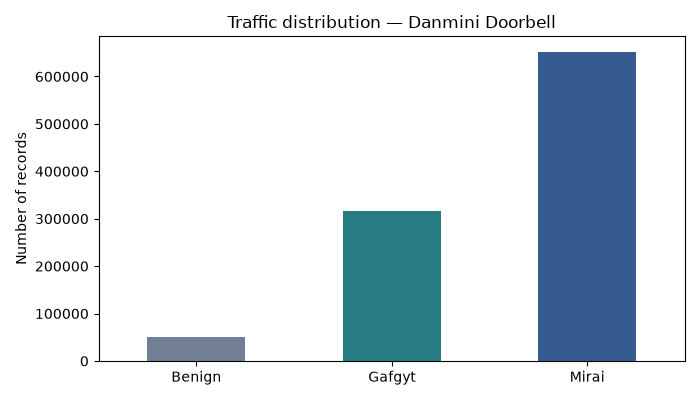 Traffic distribution — Danmini Doorbell
Number of records
600000
500000
400000
300000
200000
100000
0
Benign
Gafgyt
Mirai